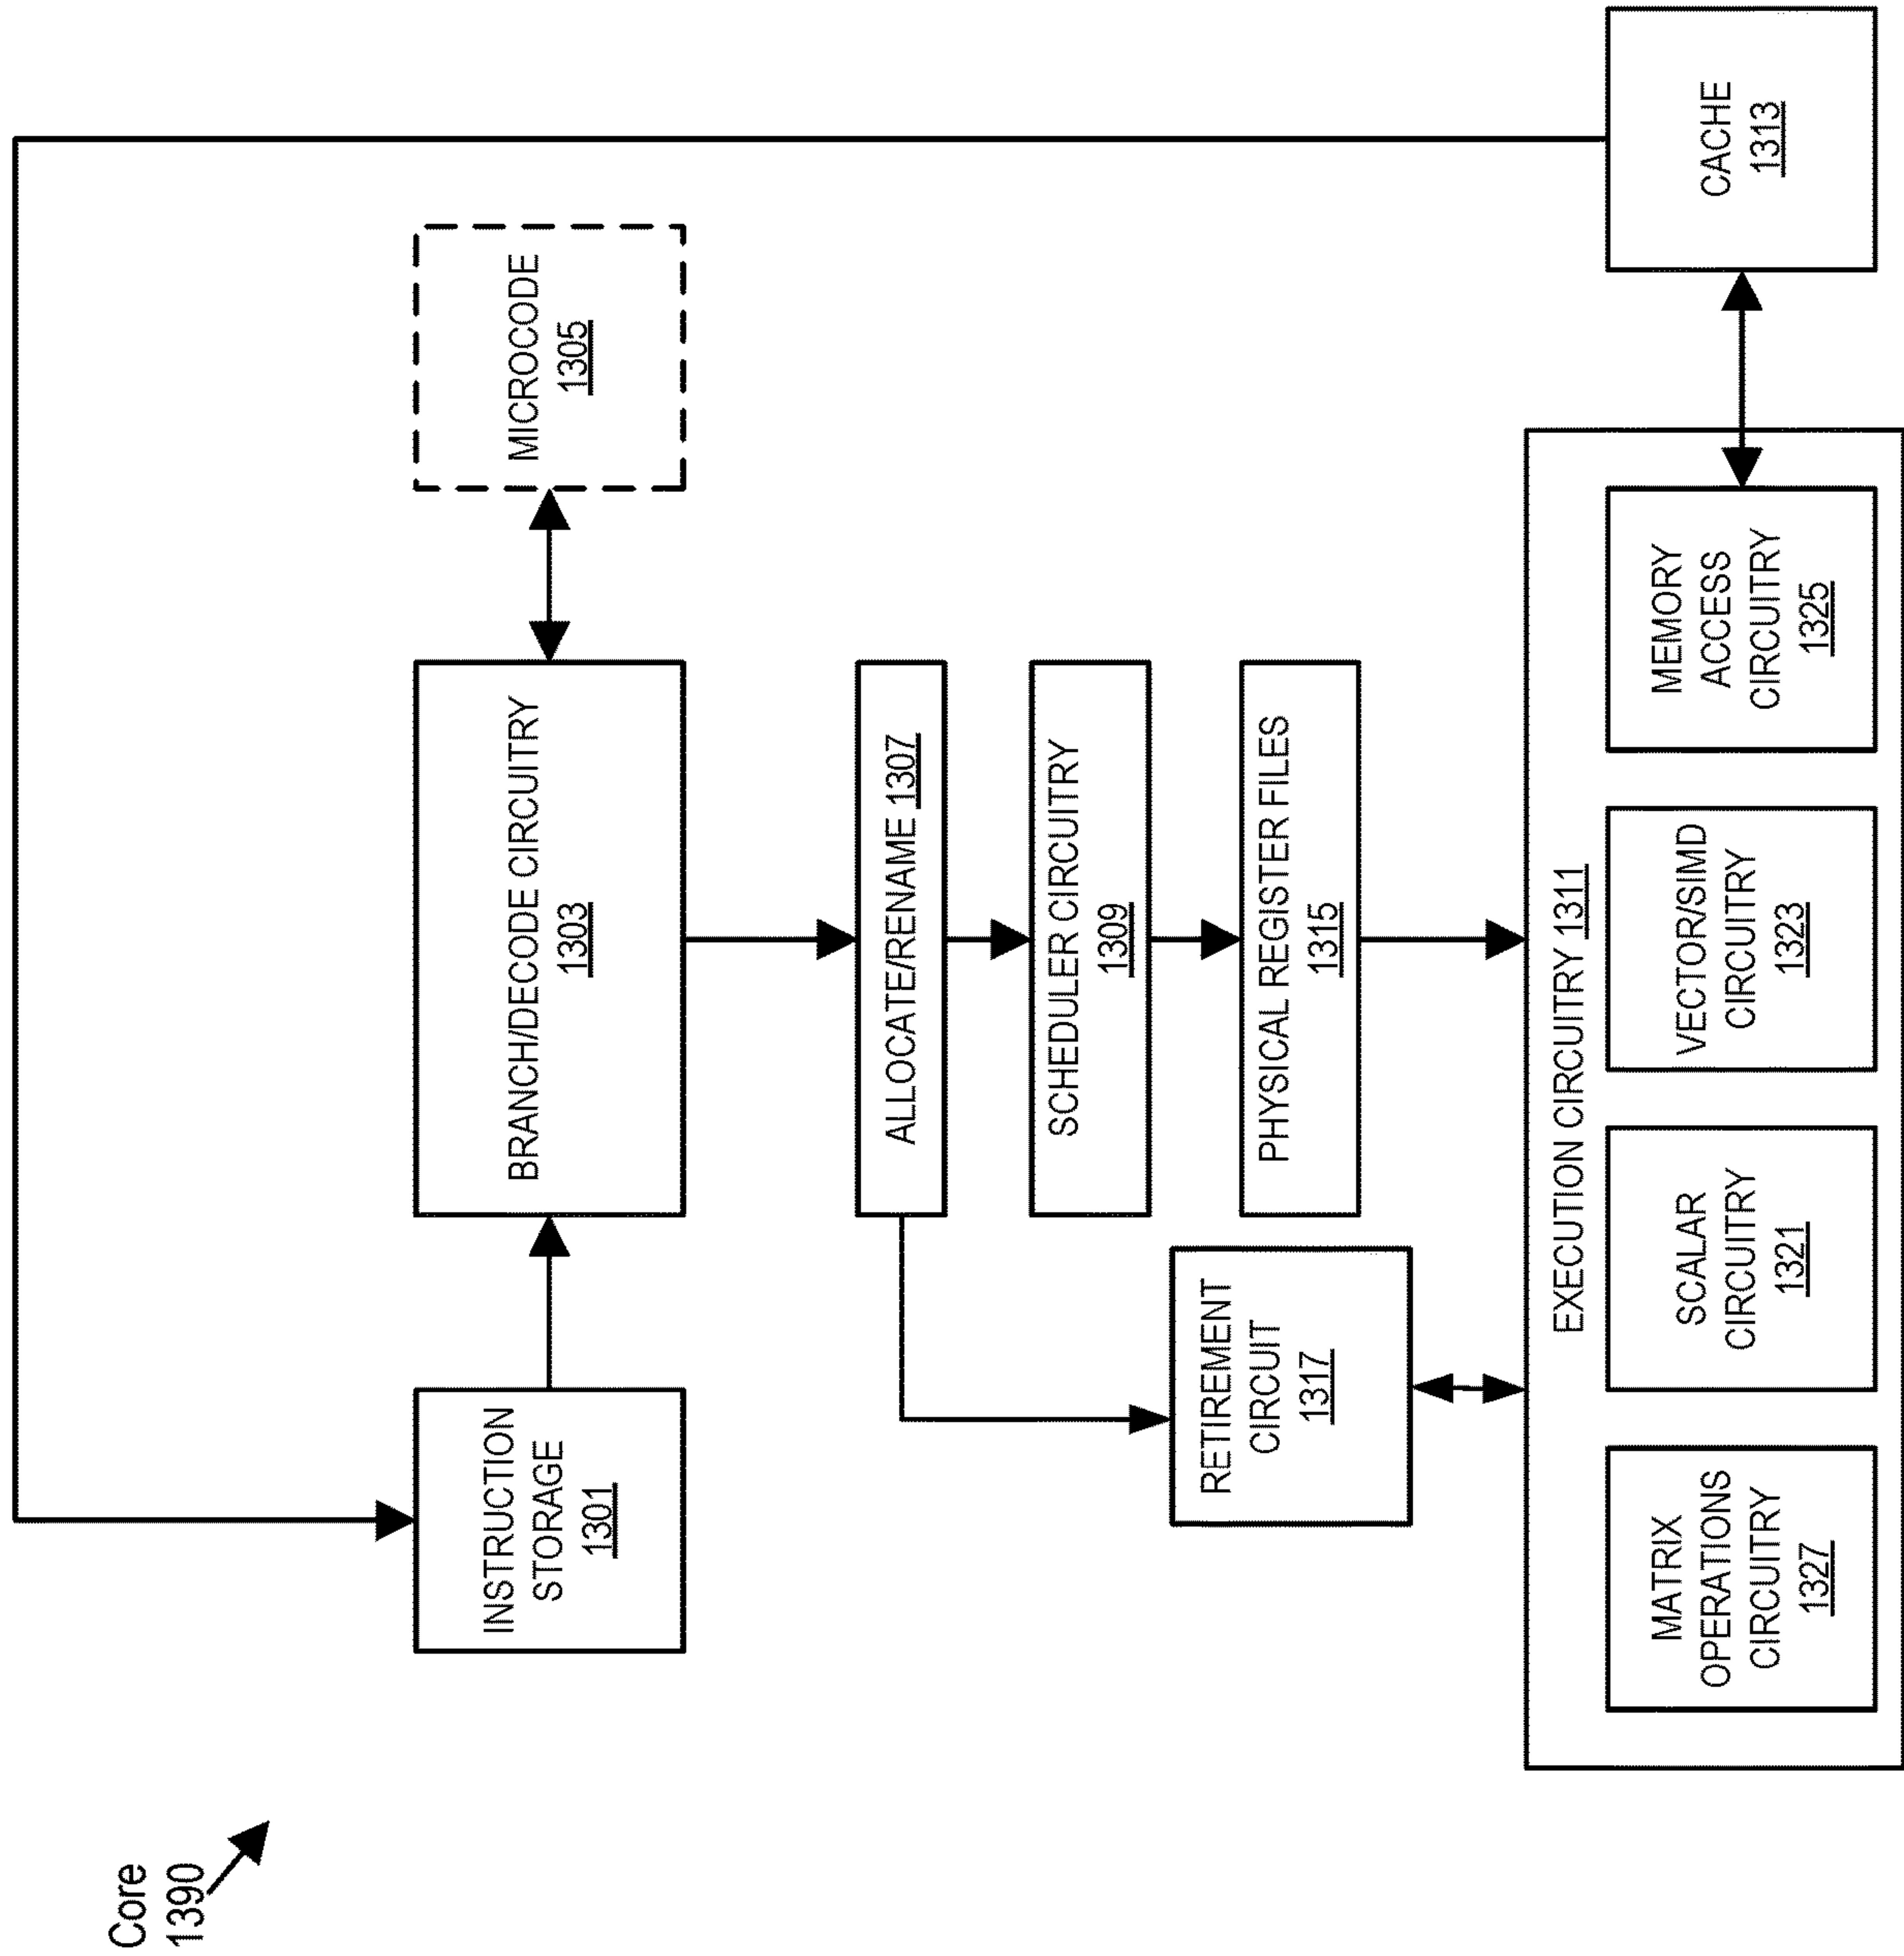 Core
1390
INSTRUCTION
STORAGE
1301
BRANCH/DECODE CIRCUITRY
1303
MICROCODE
1305
ALLOCATE/RENAME 1307
SCHEDULER CIRCUITRY
1309
PHYSICAL REGISTER FILES
1315
RETIREMENT
CIRCUIT
1317
EXECUTION CIRCUITRY 1311
MATRIX
OPERATIONS
CIRCUITRY
1327
SCALAR
CIRCUITRY
1321
VECTOR/SIMD
CIRCUITRY
1323
MEMORY
ACCESS
CIRCUITRY
1325
CACHE
1313